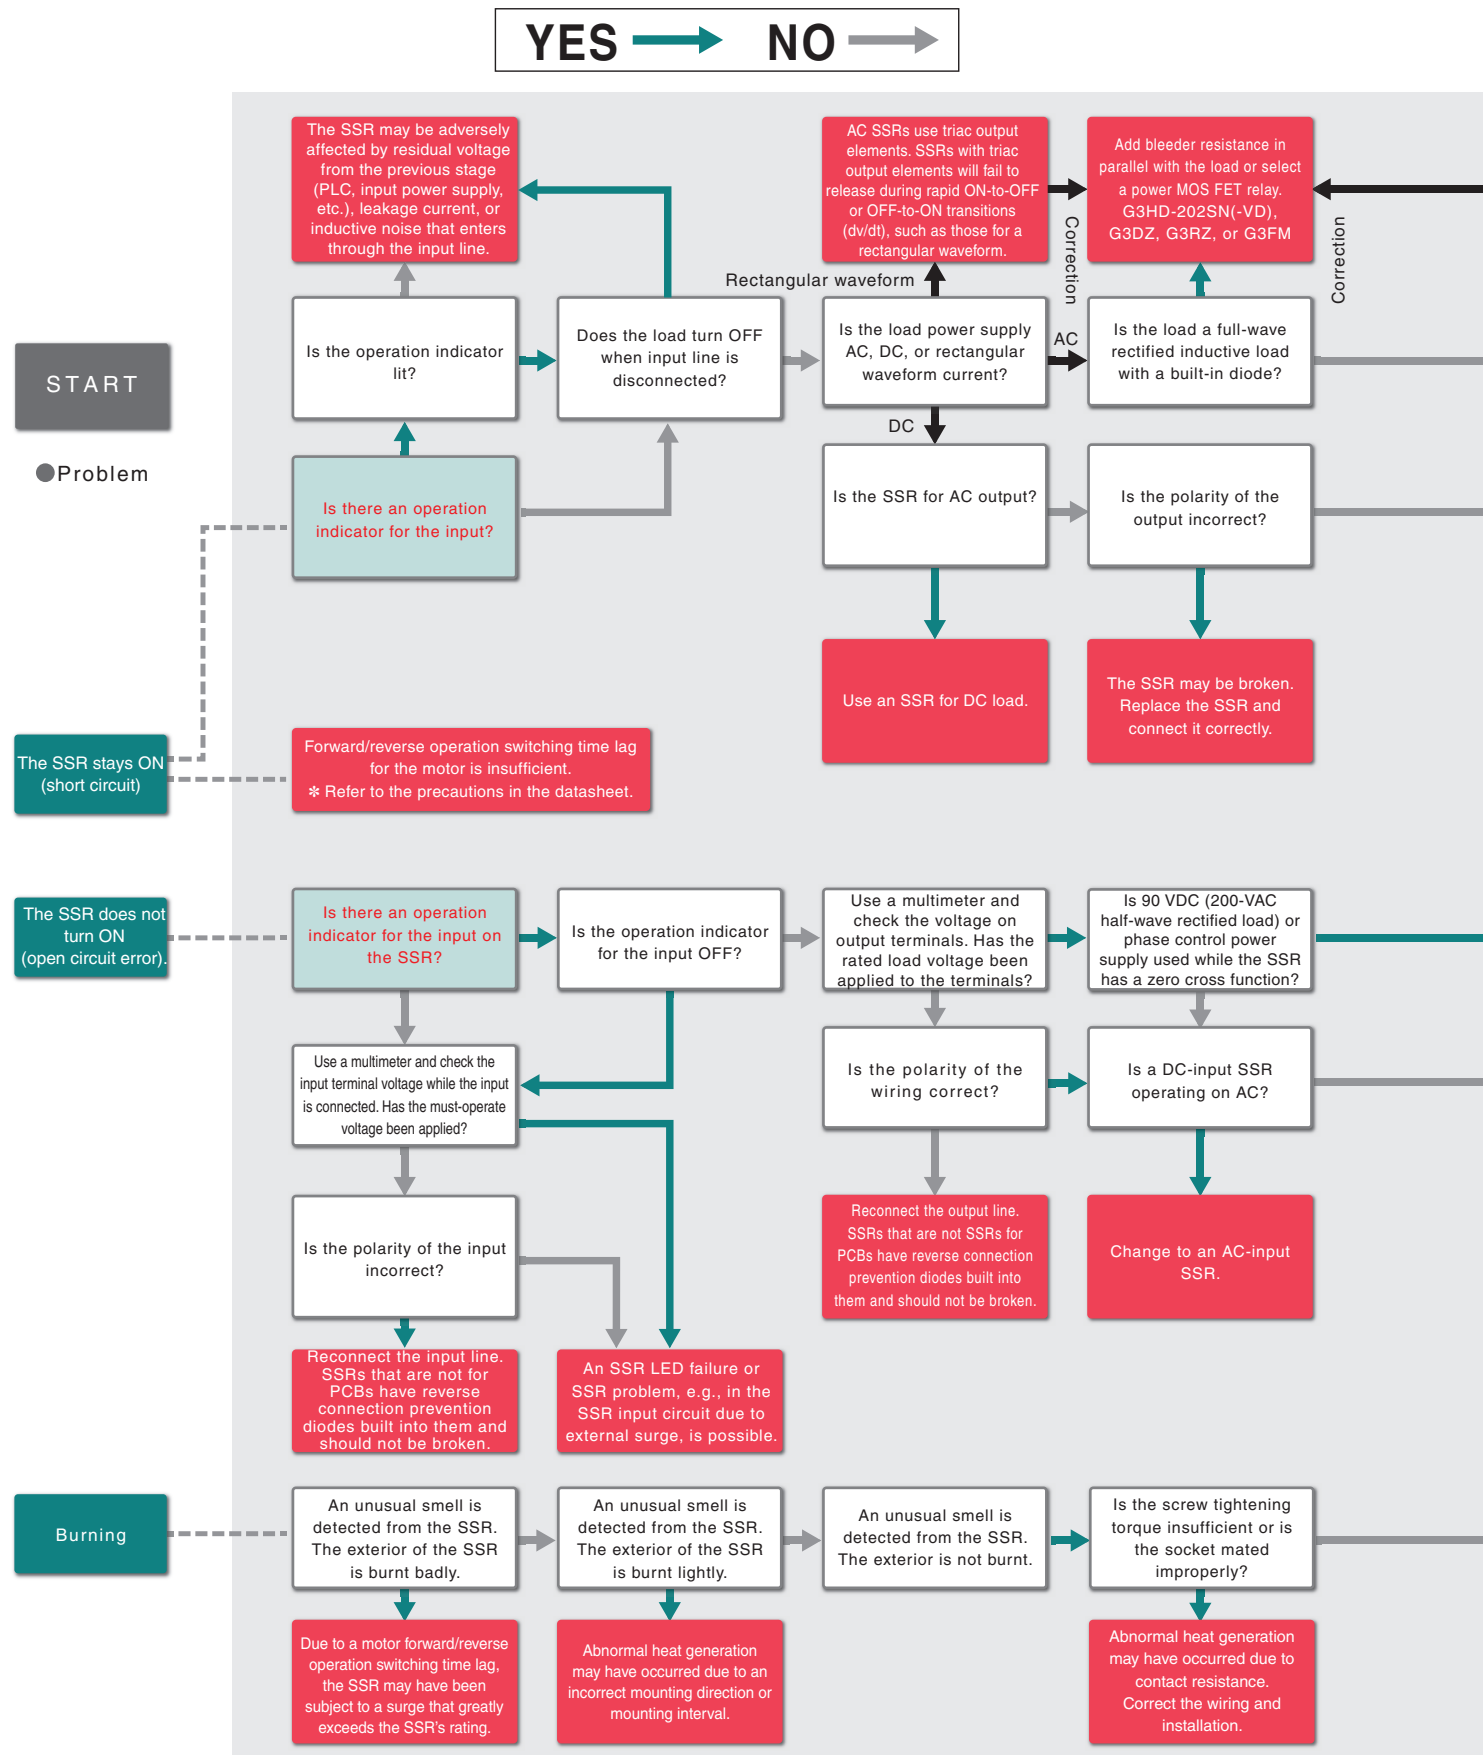 YES NO
The SSR may be adversely
affected by residual voltage
from the previous stage
(PLC, input power supply,
etc.), leakage current, or
inductive noise that enters
through the input line.
AC SSRs use triac output
elements. SSRs with triac
output elements will fail to
release during rapid ON-to-OFF
or OFF-to-ON transitions
(dv/dt), such as those for a
rectangular waveform.
Correction
Add bleeder resistance in
parallel with the load or select
a power MOS FET relay.
G3HD-202SN(-VD),
G3DZ, G3RZ, or G3FM
Correction
Rectangular waveform
START
●Problem
Is the operation indicator
lit?
Does the load turn OFF
when input line is
disconnected?
Is the load power supply
AC, DC, or rectangular
waveform current?
AC
Is the load a full-wave
rectified inductive load
with a built-in diode?
DC
Is there an operation
indicator for the input?
Is the SSR for AC output?
Is the polarity of the
output incorrect?
Use an SSR for DC load.
The SSR may be broken.
Replace the SSR and
connect it correctly.
The SSR stays ON
(short circuit)
Forward/reverse operation switching time lag
for the motor is insufficient.
✻ Refer to the precautions in the datasheet.
The SSR does not
turn ON
(open circuit error).
Is there an operation
indicator for the input on
the SSR?
Is the operation indicator
for the input OFF?
Use a multimeter and
check the voltage on
output terminals. Has the
rated load voltage been
applied to the terminals?
Is 90 VDC (200-VAC
half-wave rectified load) or
phase control power
supply used while the SSR
has a zero cross function?
Use a multimeter and check the
input terminal voltage while the input
is connected. Has the must-operate
voltage been applied?
Is the polarity of the
wiring correct?
Is a DC-input SSR
operating on AC?
Is the polarity of the input
incorrect?
Reconnect the output line.
SSRs that are not SSRs for
PCBs have reverse connection
prevention diodes built into
them and should not be broken.
Change to an AC-input
SSR.
Reconnect the input line.
SSRs that are not for
PCBs have reverse
connection prevention
diodes built into them and
should not be broken.
An SSR LED failure or
SSR problem, e.g., in the
SSR input circuit due to
external surge, is possible.
Burning
An unusual smell is
detected from the SSR.
The exterior of the SSR
is burnt badly.
An unusual smell is
detected from the SSR.
The exterior of the SSR
is burnt lightly.
An unusual smell is
detected from the SSR.
The exterior is not burnt.
Is the screw tightening
torque insufficient or is
the socket mated
improperly?
Due to a motor forward/reverse
operation switching time lag,
the SSR may have been
subject to a surge that greatly
exceeds the SSR's rating.
Abnormal heat generation
may have occurred due to an
incorrect mounting direction or
mounting interval.
Abnormal heat generation
may have occurred due to
contact resistance.
Correct the wiring and
installation.